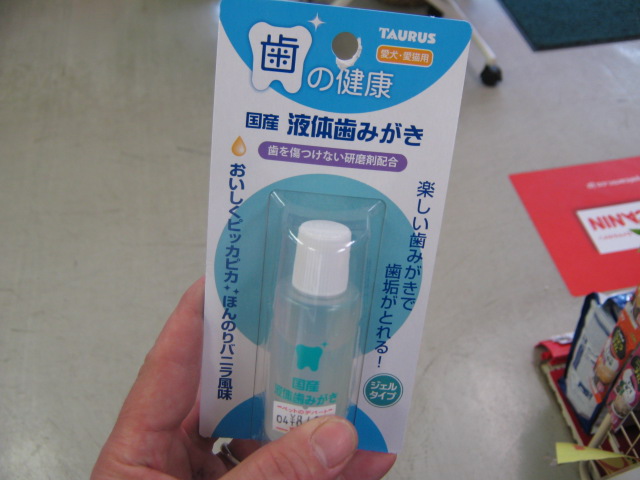 TAURUS
愛犬・愛猫用
歯の健康
国産 液体歯みがき
歯を傷つけない研磨剤配合
楽しい歯みがきで
歯垢がとれる!
おいしくピッカピカ・ほんのりバニラ風味
ジェル
タイプ
国産
液体歯みがき
ANIN